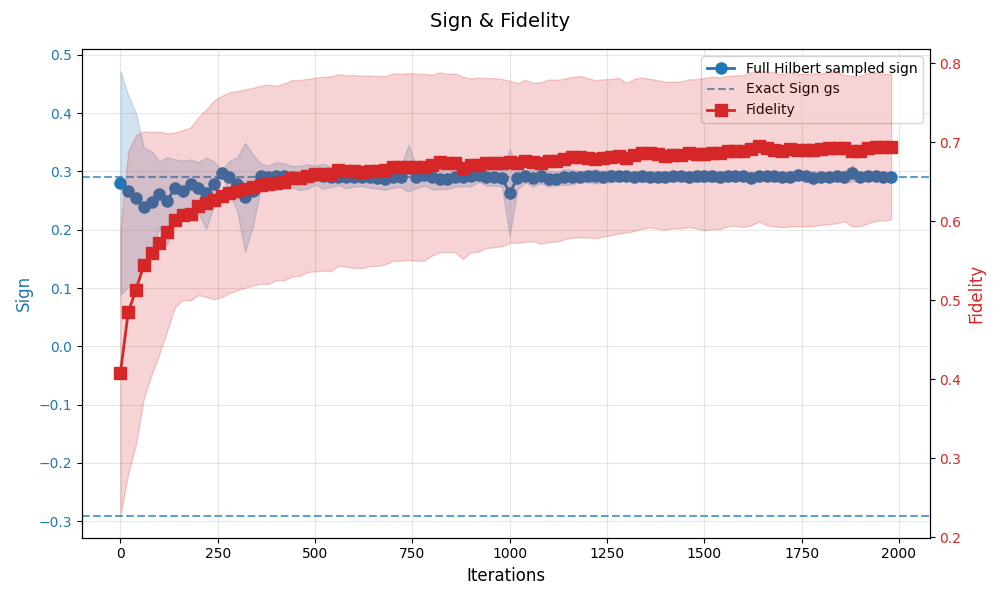 Sign & Fidelity
Full Hilbert sampled sign
Exact Sign gs
Fidelity
0.5
0.4
0.3
0.2
0.1
0.0
−0.1
−0.2
−0.3
Sign
0.8
0.7
0.6
0.5
0.4
0.3
0.2
Fidelity
0 250 500 750 1000 1250 1500 1750 2000
Iterations